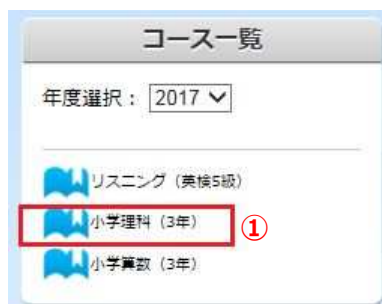 コース一覧
年度選択： 2017
リスニング（英検5級）
小学理科（3年）
①
小学算数（3年）